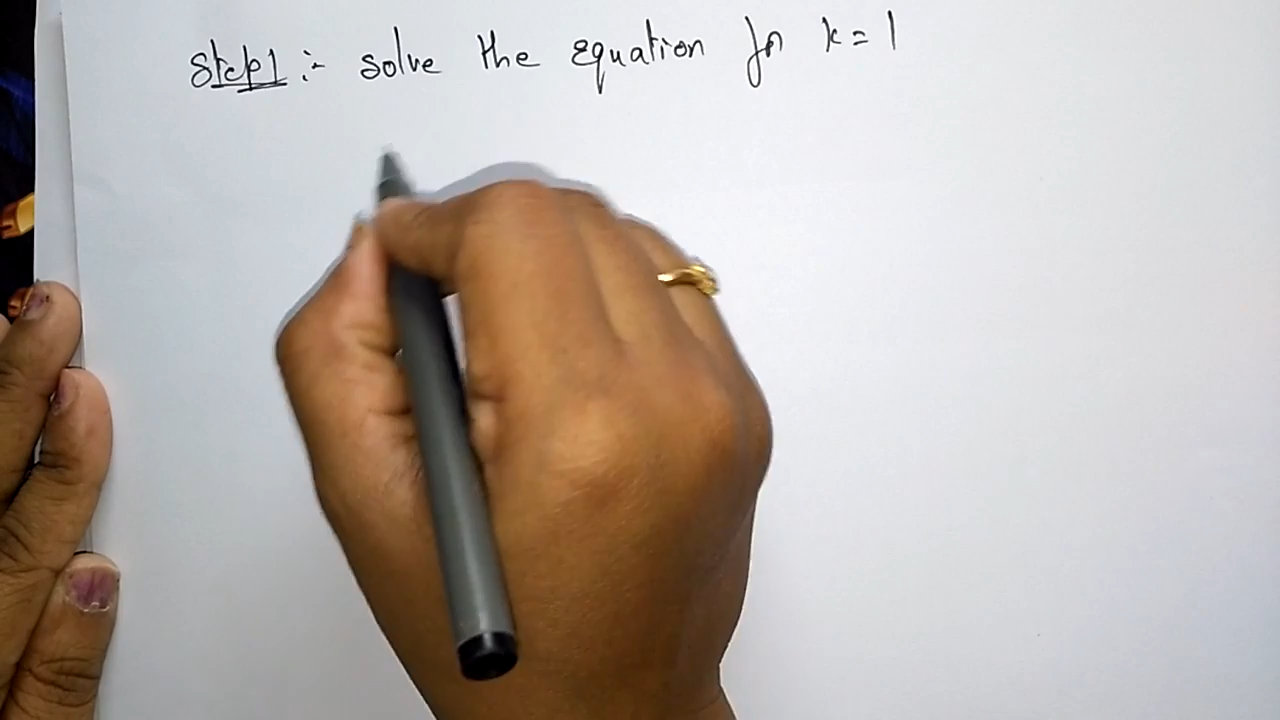 Step1 :- solve the equation for k = 1